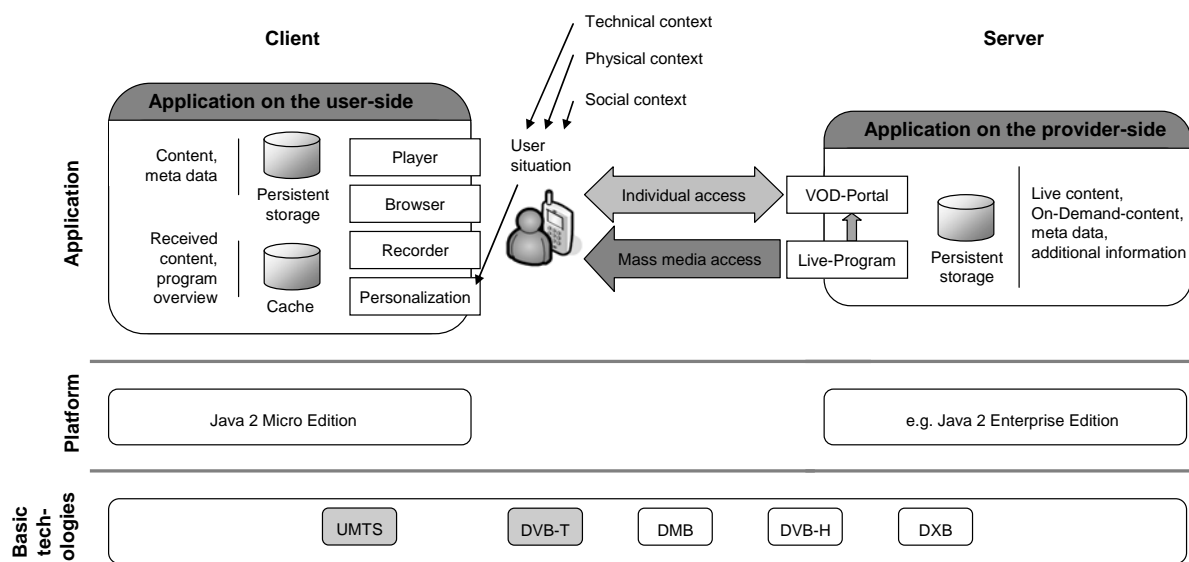 Technical context
Client
Physical context
Server
Social context
Application
Application on the user-side
Content,
meta data
Persistent
storage
Received
content,
program
overview
Cache
Player
Browser
Recorder
Personalization
User
situation
Individual access
Mass media access
Application on the provider-side
VOD-Portal
Live-Program
Persistent
storage
Live content,
On-Demand-content,
meta data,
additional information
Platform
Java 2 Micro Edition
e.g. Java 2 Enterprise Edition
Basic
tech-
ologies
UMTS
DVB-T
DMB
DVB-H
DXB